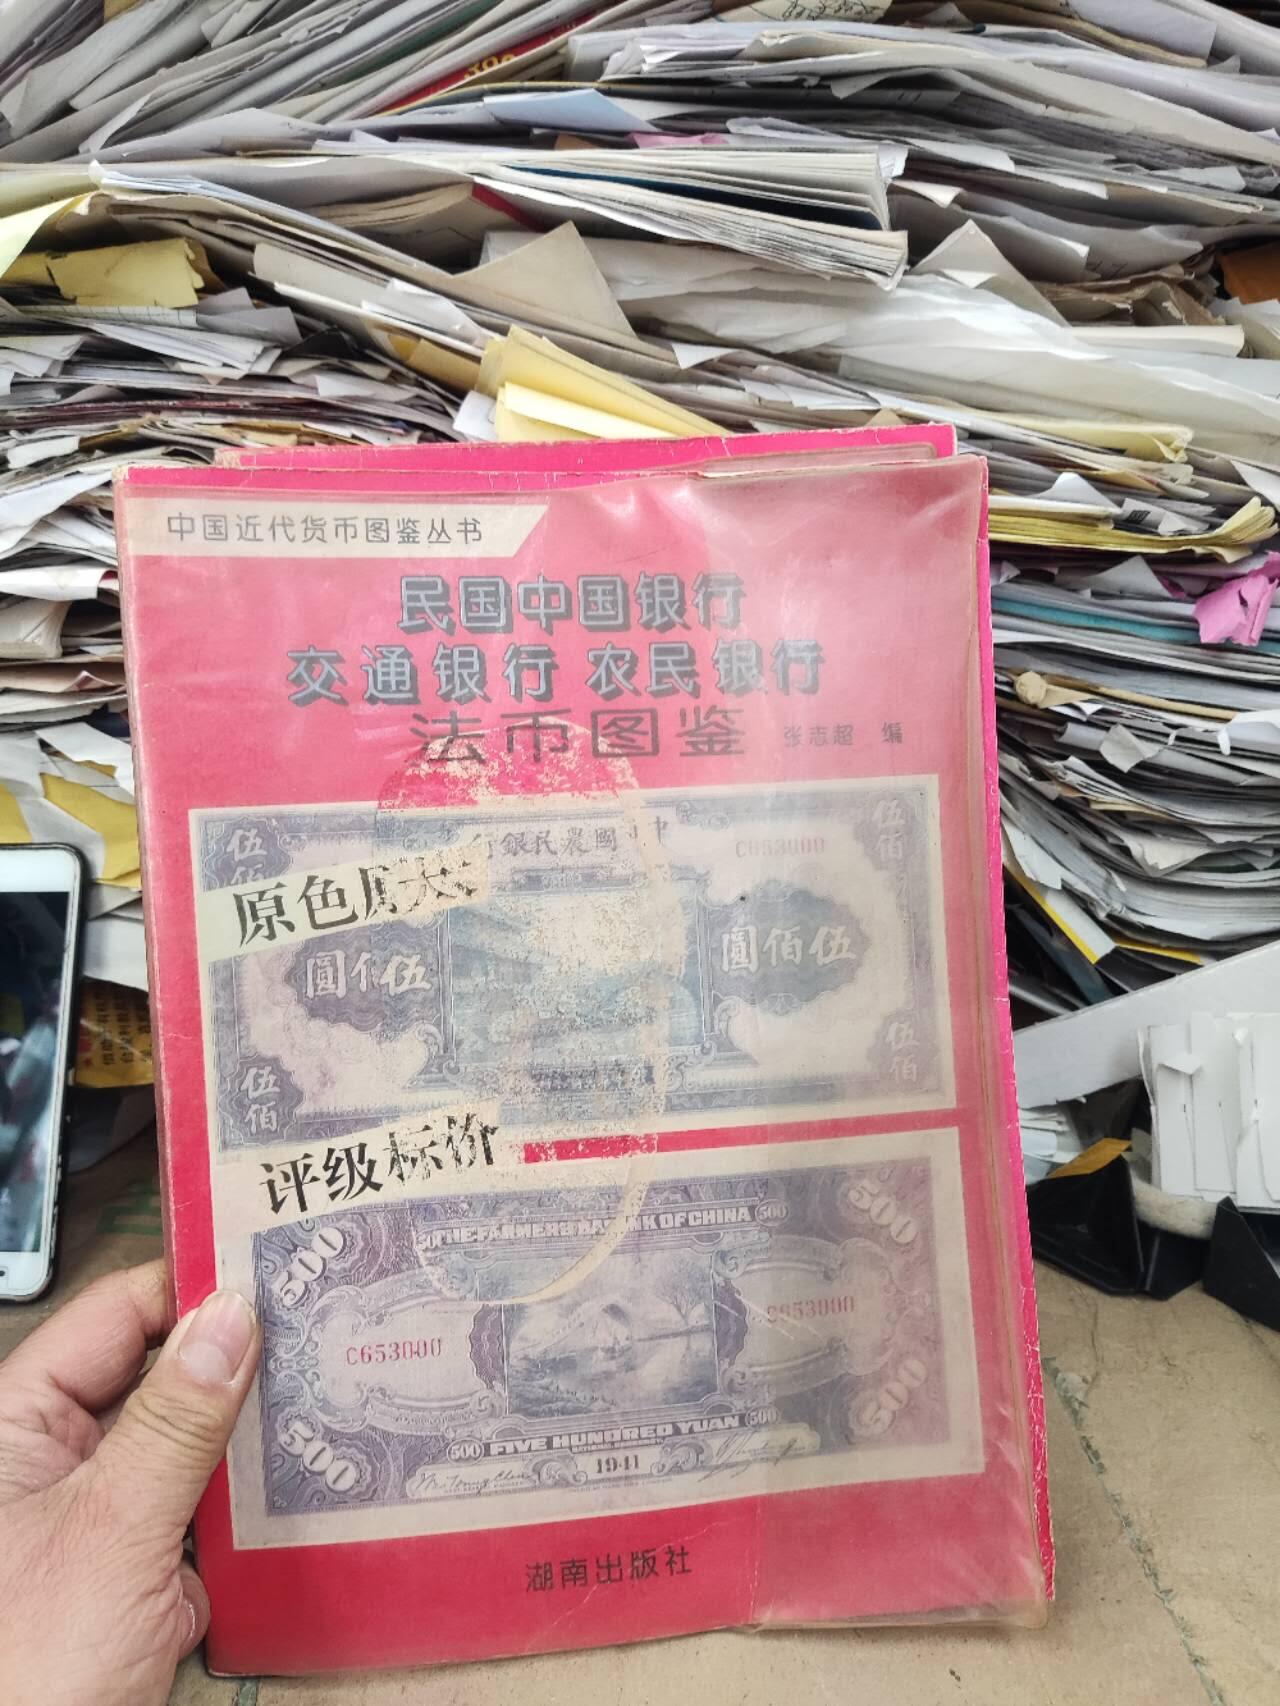 中国近代货币图鉴丛书
民国中国银行
交通银行 农民银行
法币图鉴 张志超 编
行銀民農國中
C653000
伍佰
伍佰
原色原大
圓佰伍
圓佰伍
伍佰
伍佰
评级标价
500 THE FARMERS BANK OF CHINA 500
500
500
C653000
C653000
500
500
500 FIVE HUNDRED YUAN 500
1941
湖南出版社